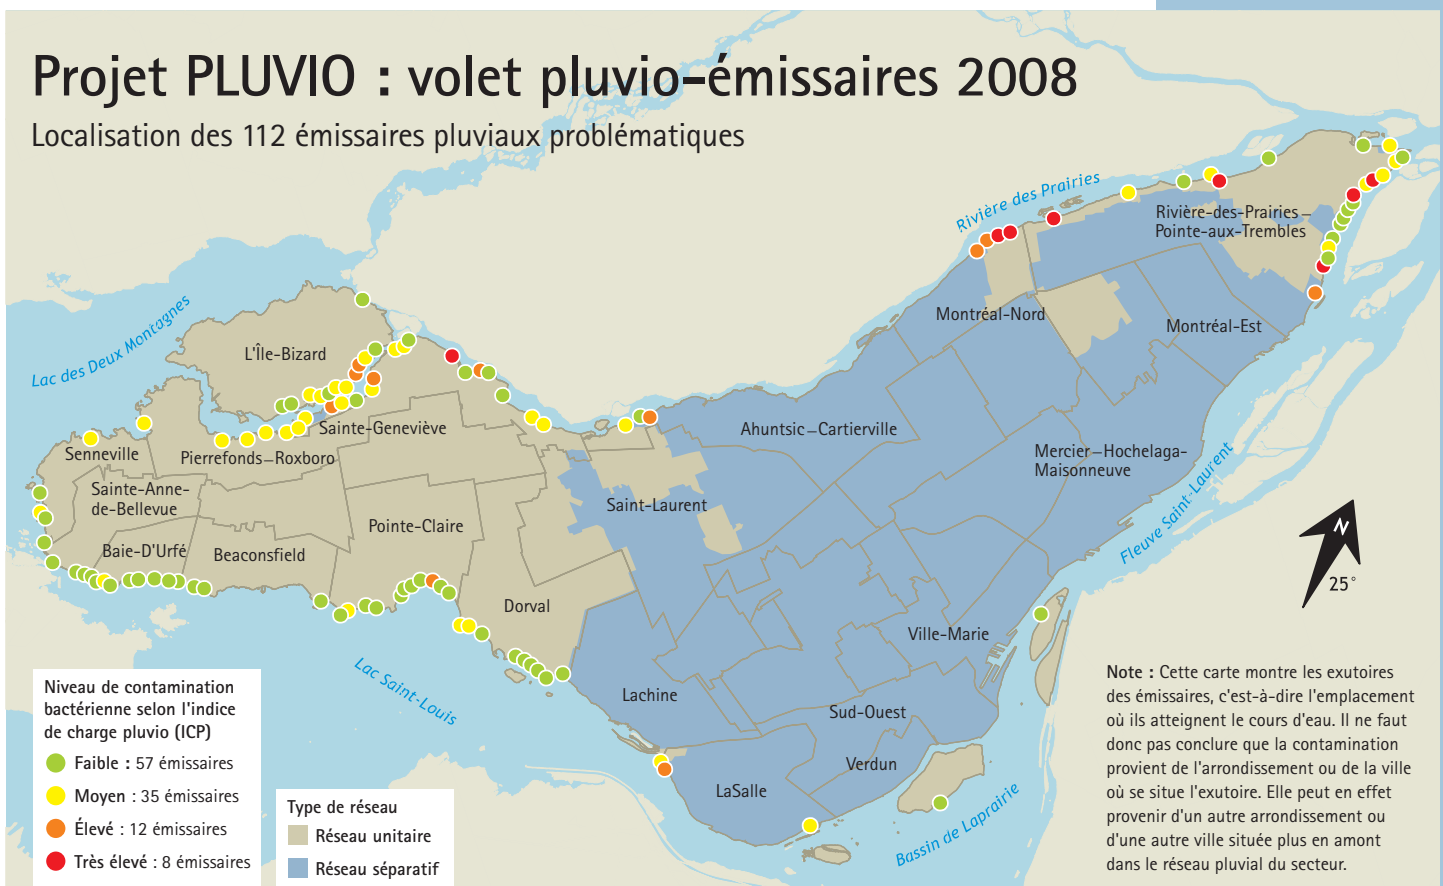 Projet PLUVIO : volet pluvio-émissaires 2008
Localisation des 112 émissaires pluviaux problématiques
Rivière des Prairies
Rivière-des-Prairies–
Pointe-aux-Trembles
Montréal-Nord
Montréal-Est
Lac des Deux Montagnes
L'Île-Bizard
Sainte-Geneviève
Ahuntsic–Cartierville
Senneville
Pierrefonds–Roxboro
Mercier–Hochelaga-
Maisonneuve
Sainte-Anne-
de-Bellevue
Saint-Laurent
Pointe-Claire
Fleuve Saint-Laurent
Baie-D'Urfé
Beaconsfield
N
25°
Dorval
Ville-Marie
Lac Saint-Louis
Lachine
Sud-Ouest
Verdun
LaSalle
Bassin de Laprairie
Niveau de contamination
bactérienne selon l'indice
de charge pluvio (ICP)
Faible : 57 émissaires
Moyen : 35 émissaires
Élevé : 12 émissaires
Très élevé : 8 émissaires
Type de réseau
Réseau unitaire
Réseau séparatif
Note : Cette carte montre les exutoires
des émissaires, c'est-à-dire l'emplacement
où ils atteignent le cours d'eau. Il ne faut
donc pas conclure que la contamination
provient de l'arrondissement ou de la ville
où se situe l'exutoire. Elle peut en effet
provenir d'un autre arrondissement ou
d'une autre ville située plus en amont
dans le réseau pluvial du secteur.